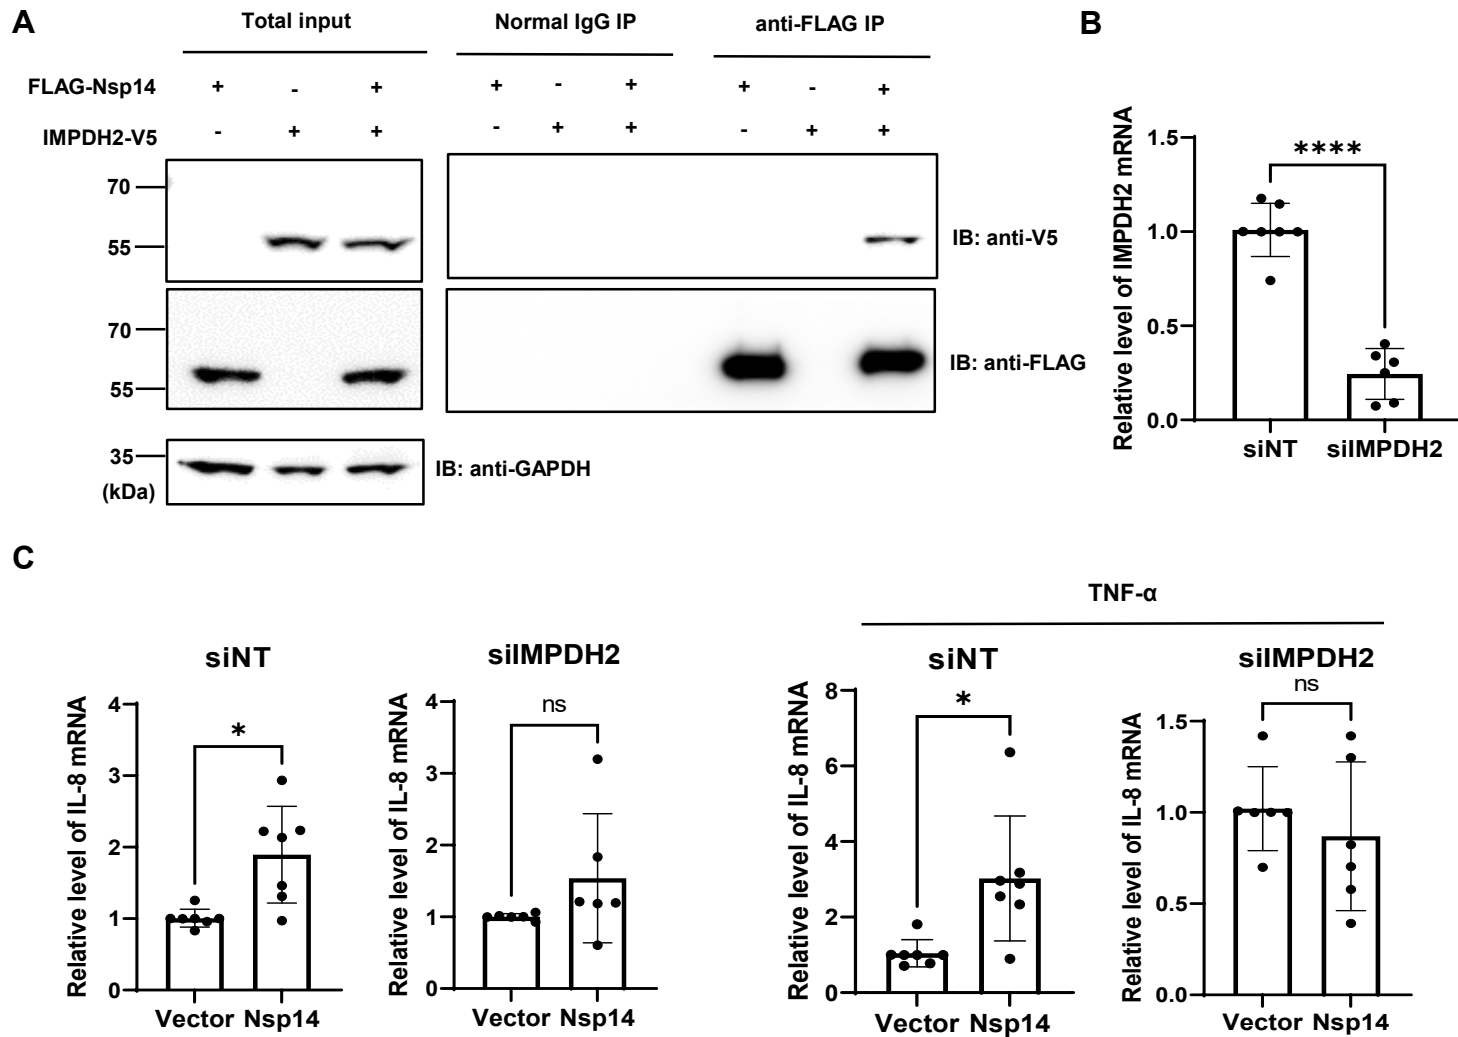 A
Total input
Normal IgG IP
anti-FLAG IP
FLAG-Nsp14 + - + + - + + - +
IMPDH2-V5 - + + - + + - + +
70
55
IB: anti-V5
70
55
IB: anti-FLAG
35
(kDa)
IB: anti-GAPDH
B
Relative level of IMPDH2 mRNA
1.5
1.0
0.5
0.0
****
siNT siIMPDH2
C
siNT
Relative level of IL-8 mRNA
4
3
2
1
0
*
Vector Nsp14
siIMPDH2
Relative level of IL-8 mRNA
4
3
2
1
0
ns
Vector Nsp14
TNF-α
siNT
Relative level of IL-8 mRNA
8
6
4
2
0
*
Vector Nsp14
siIMPDH2
Relative level of IL-8 mRNA
1.5
1.0
0.5
0.0
ns
Vector Nsp14